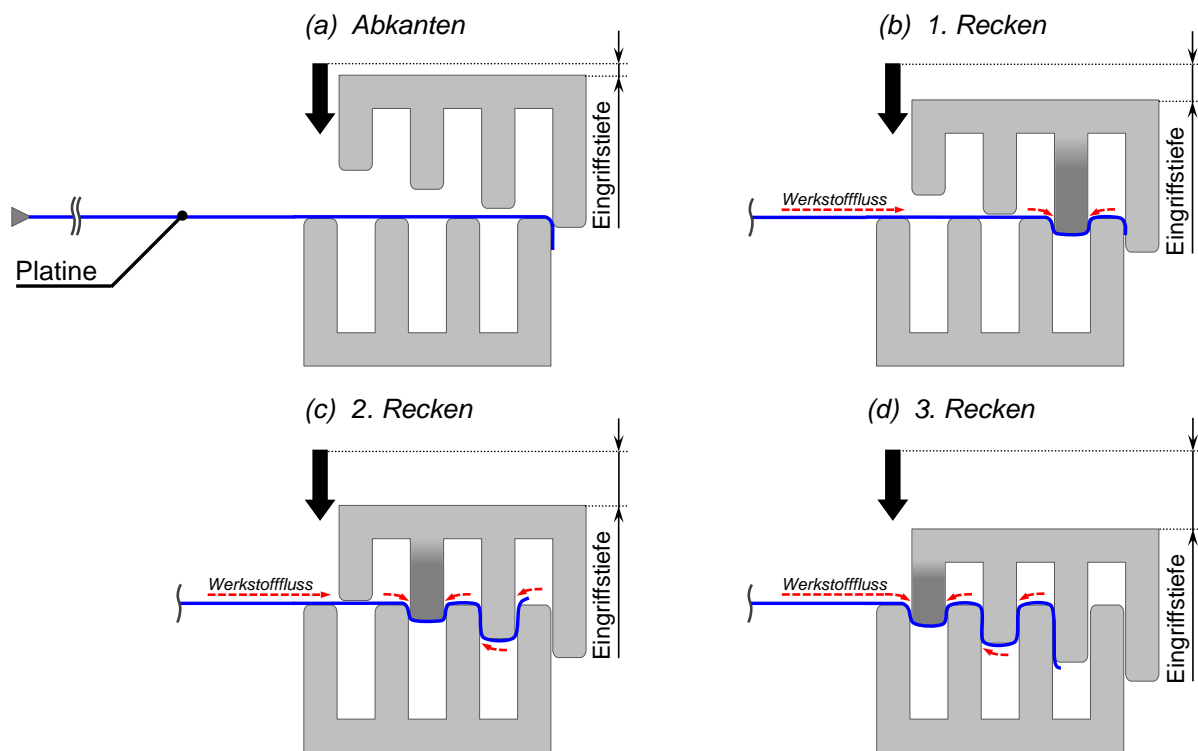 (a) Abkanten
Eingriffstiefe
Platine
(b) 1. Recken
Werkstofffluss
Eingriffstiefe
(c) 2. Recken
Werkstofffluss
Eingriffstiefe
(d) 3. Recken
Werkstofffluss
Eingriffstiefe